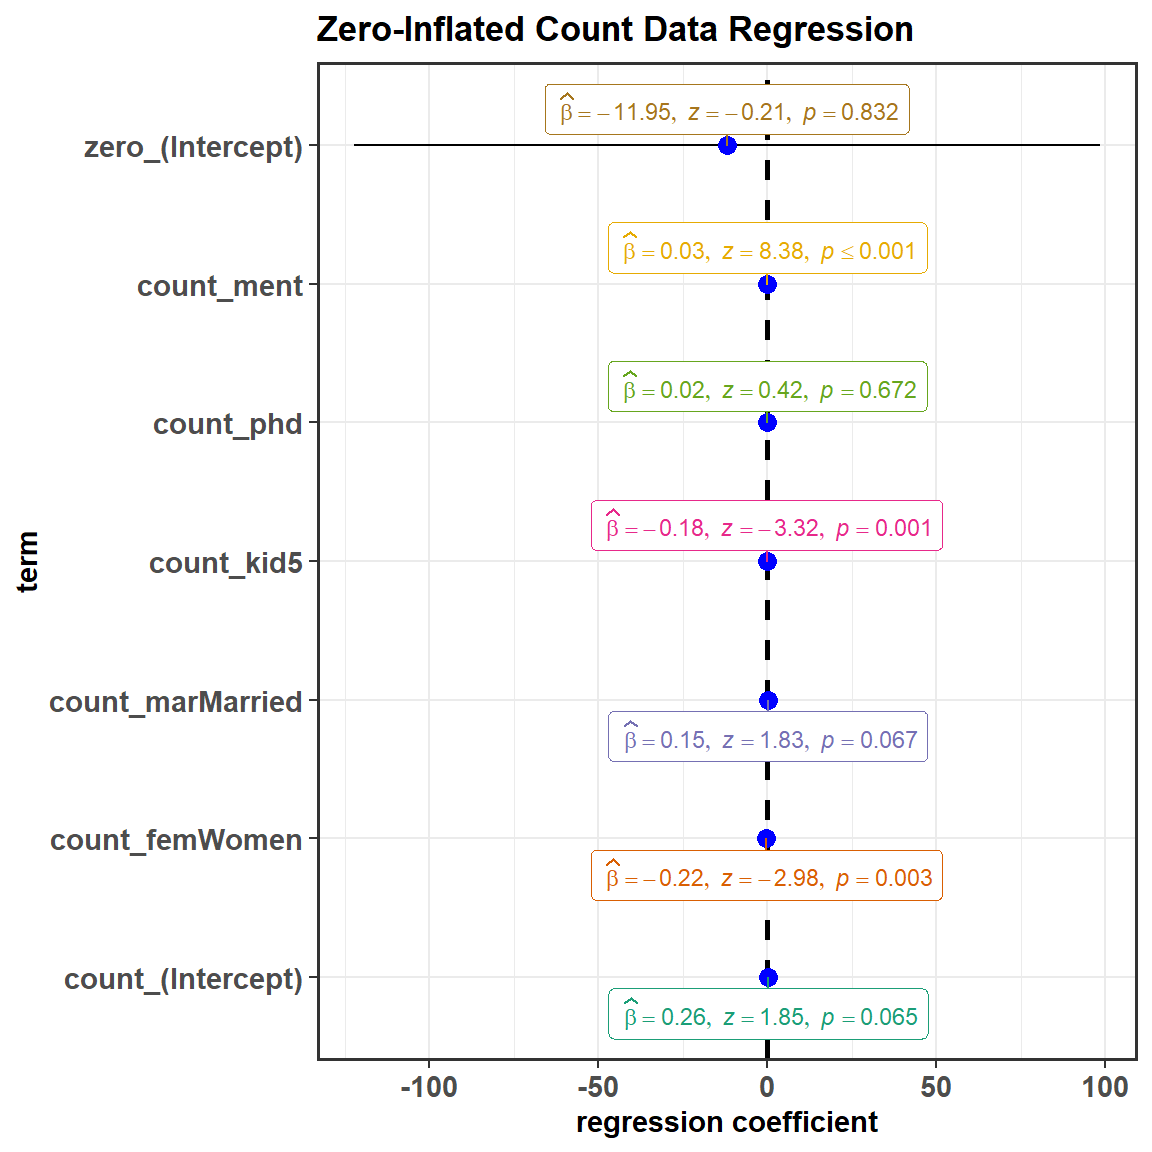 Zero-Inflated Count Data Regression
β̂ = −11.95, z = −0.21, p = 0.832
zero_(Intercept)
β̂ = 0.03, z = 8.38, p ≤ 0.001
count_ment
β̂ = 0.02, z = 0.42, p = 0.672
count_phd
β̂ = −0.18, z = −3.32, p = 0.001
count_kid5
term
count_marMarried
β̂ = 0.15, z = 1.83, p = 0.067
count_femWomen
β̂ = −0.22, z = −2.98, p = 0.003
count_(Intercept)
β̂ = 0.26, z = 1.85, p = 0.065
-100 -50 0 50 100
regression coefficient